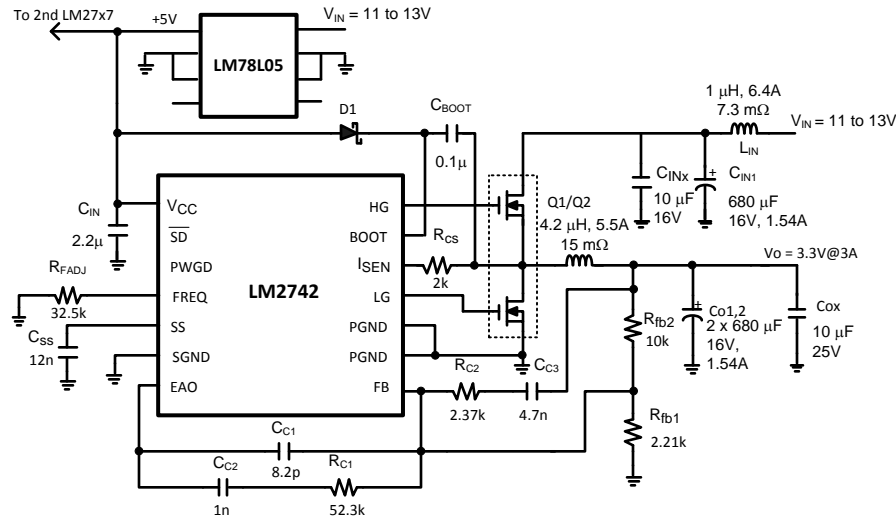 To 2nd LM27x7
+5V
V_IN = 11 to 13V
LM78L05
D1
C_BOOT
0.1µ
1 µH, 6.4A
7.3 mΩ
L_IN
V_IN = 11 to 13V
C_INx
10 µF
16V
C_IN1
+
680 µF
16V, 1.54A
C_IN
2.2µ
V_CC
SD
PWGD
FREQ
SS
SGND
EAO
LM2742
HG
BOOT
I_SEN
LG
PGND
PGND
FB
R_FADJ
32.5k
C_SS
12n
R_CS
2k
Q1/Q2
4.2 µH, 5.5A
15 mΩ
Vo = 3.3V@3A
+
Co1,2
2 x 680 µF
16V,
1.54A
Cox
10 µF
25V
R_fb2
10k
R_fb1
2.21k
R_C2
2.37k
C_C3
4.7n
C_C1
8.2p
C_C2
1n
R_C1
52.3k